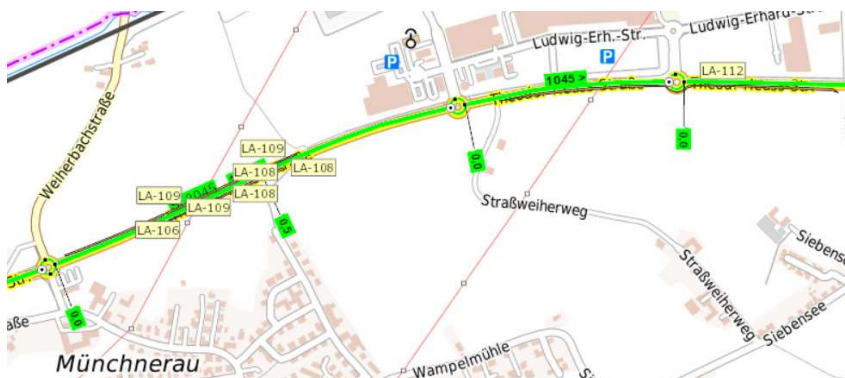 Ludwig-Erh.-Str.
Ludwig-Erhard-Str.
P
P
1045 >
LA-112
Weiherbachstraße
LA-109
LA-108
LA-108
0.0
0.0
LA-109
LA-108
LA-109
LA-106
0.5
Straßweiherweg
Straßweiherweg
Siebensee
Siebensee
0.0
Münchnerau
Wampelmühle